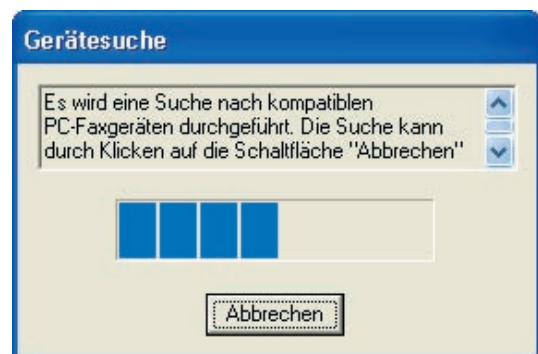 Gerätesuche
Es wird eine Suche nach kompatiblen
PC-Faxgeräten durchgeführt. Die Suche kann
durch Klicken auf die Schaltfläche "Abbrechen"
Abbrechen